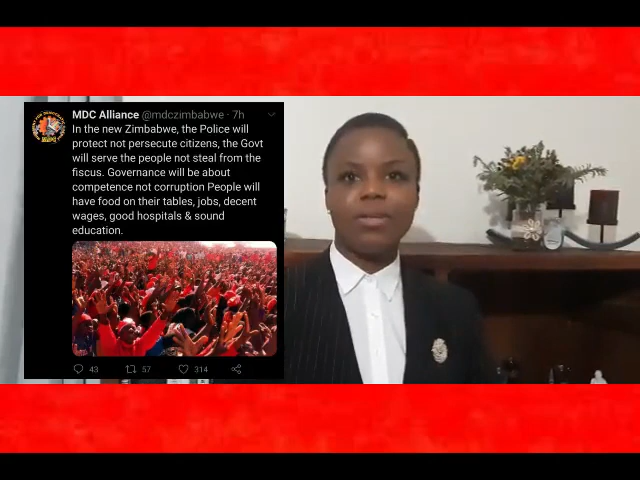 MDC Alliance @mdczimbabwe · 7h
In the new Zimbabwe, the Police will
protect not persecute citizens, the Govt
will serve the people not steal from the
fiscus. Governance will be about
competence not corruption People will
have food on their tables, jobs, decent
wages, good hospitals & sound
education.
43 57 314